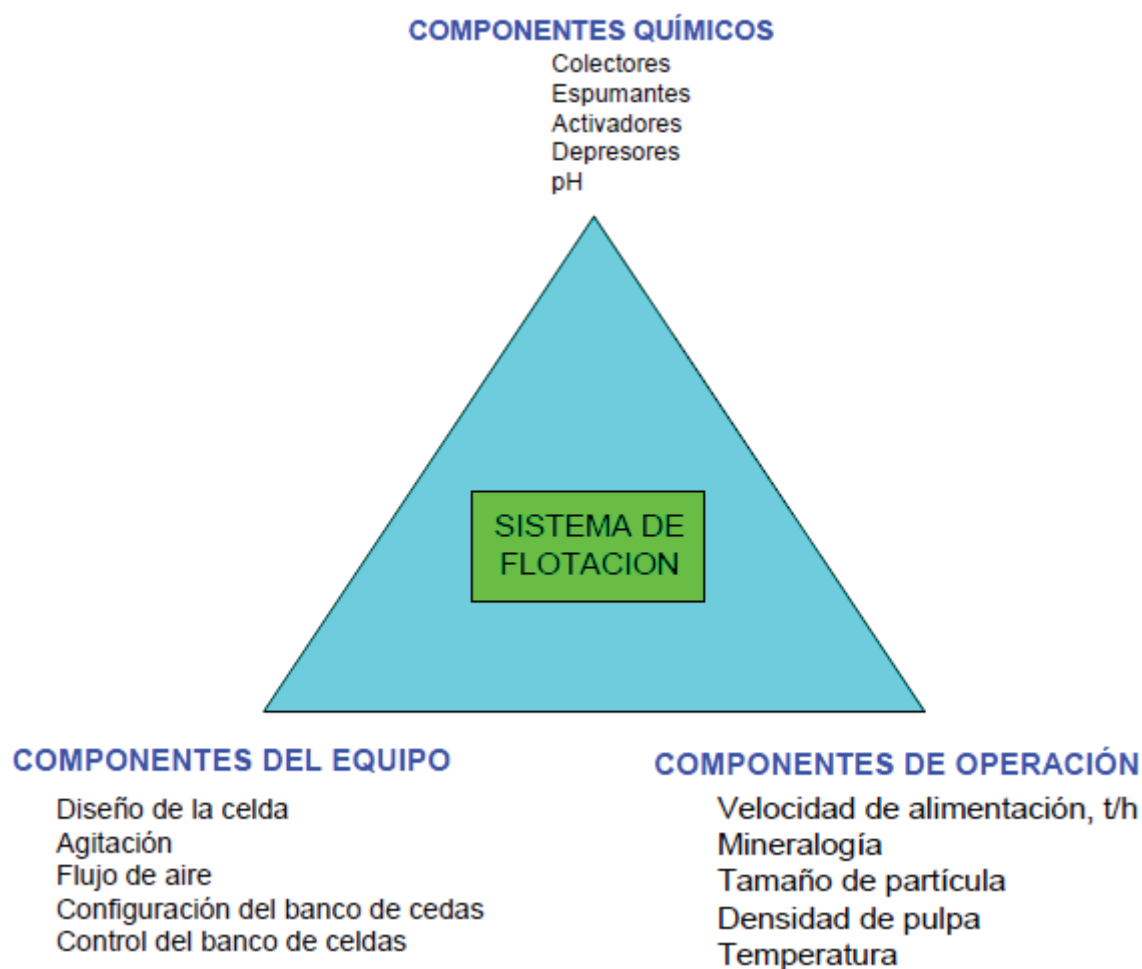 COMPONENTES QUÍMICOS
Colectores
Espumantes
Activadores
Depresores
pH
SISTEMA DE
FLOTACION
COMPONENTES DEL EQUIPO
Diseño de la celda
Agitación
Flujo de aire
Configuración del banco de cedas
Control del banco de celdas
COMPONENTES DE OPERACIÓN
Velocidad de alimentación, t/h
Mineralogía
Tamaño de partícula
Densidad de pulpa
Temperatura